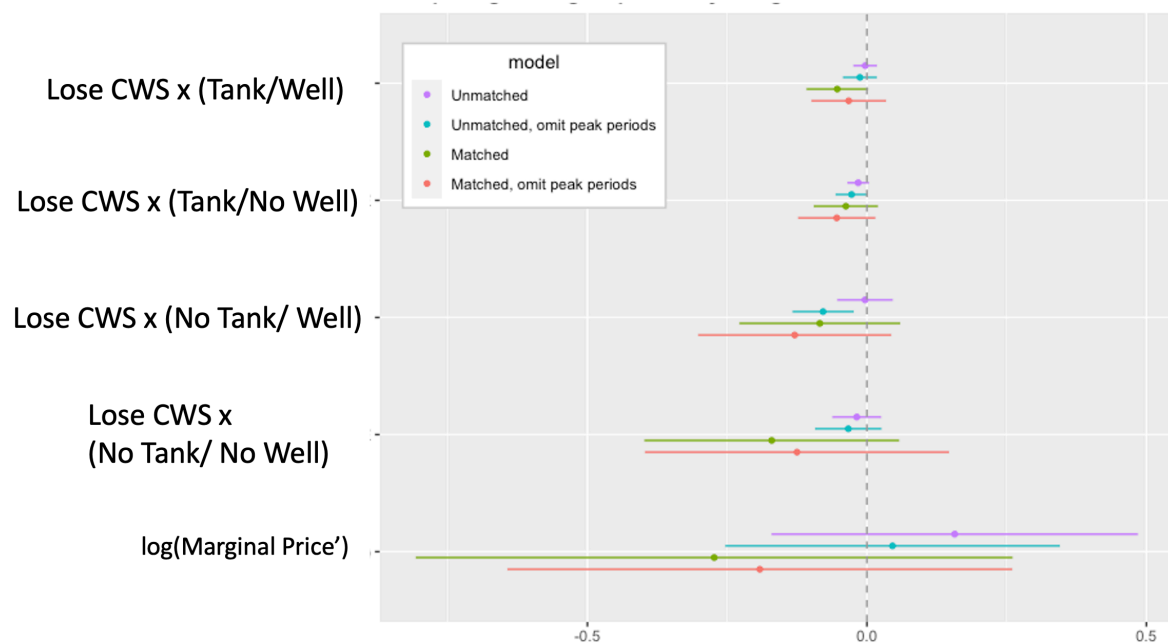 Lose CWS x (Tank/Well)
Lose CWS x (Tank/No Well)
Lose CWS x (No Tank/ Well)
Lose CWS x
(No Tank/ No Well)
log(Marginal Price’)
model
Unmatched
Unmatched, omit peak periods
Matched
Matched, omit peak periods
-0.5
0.0
0.5